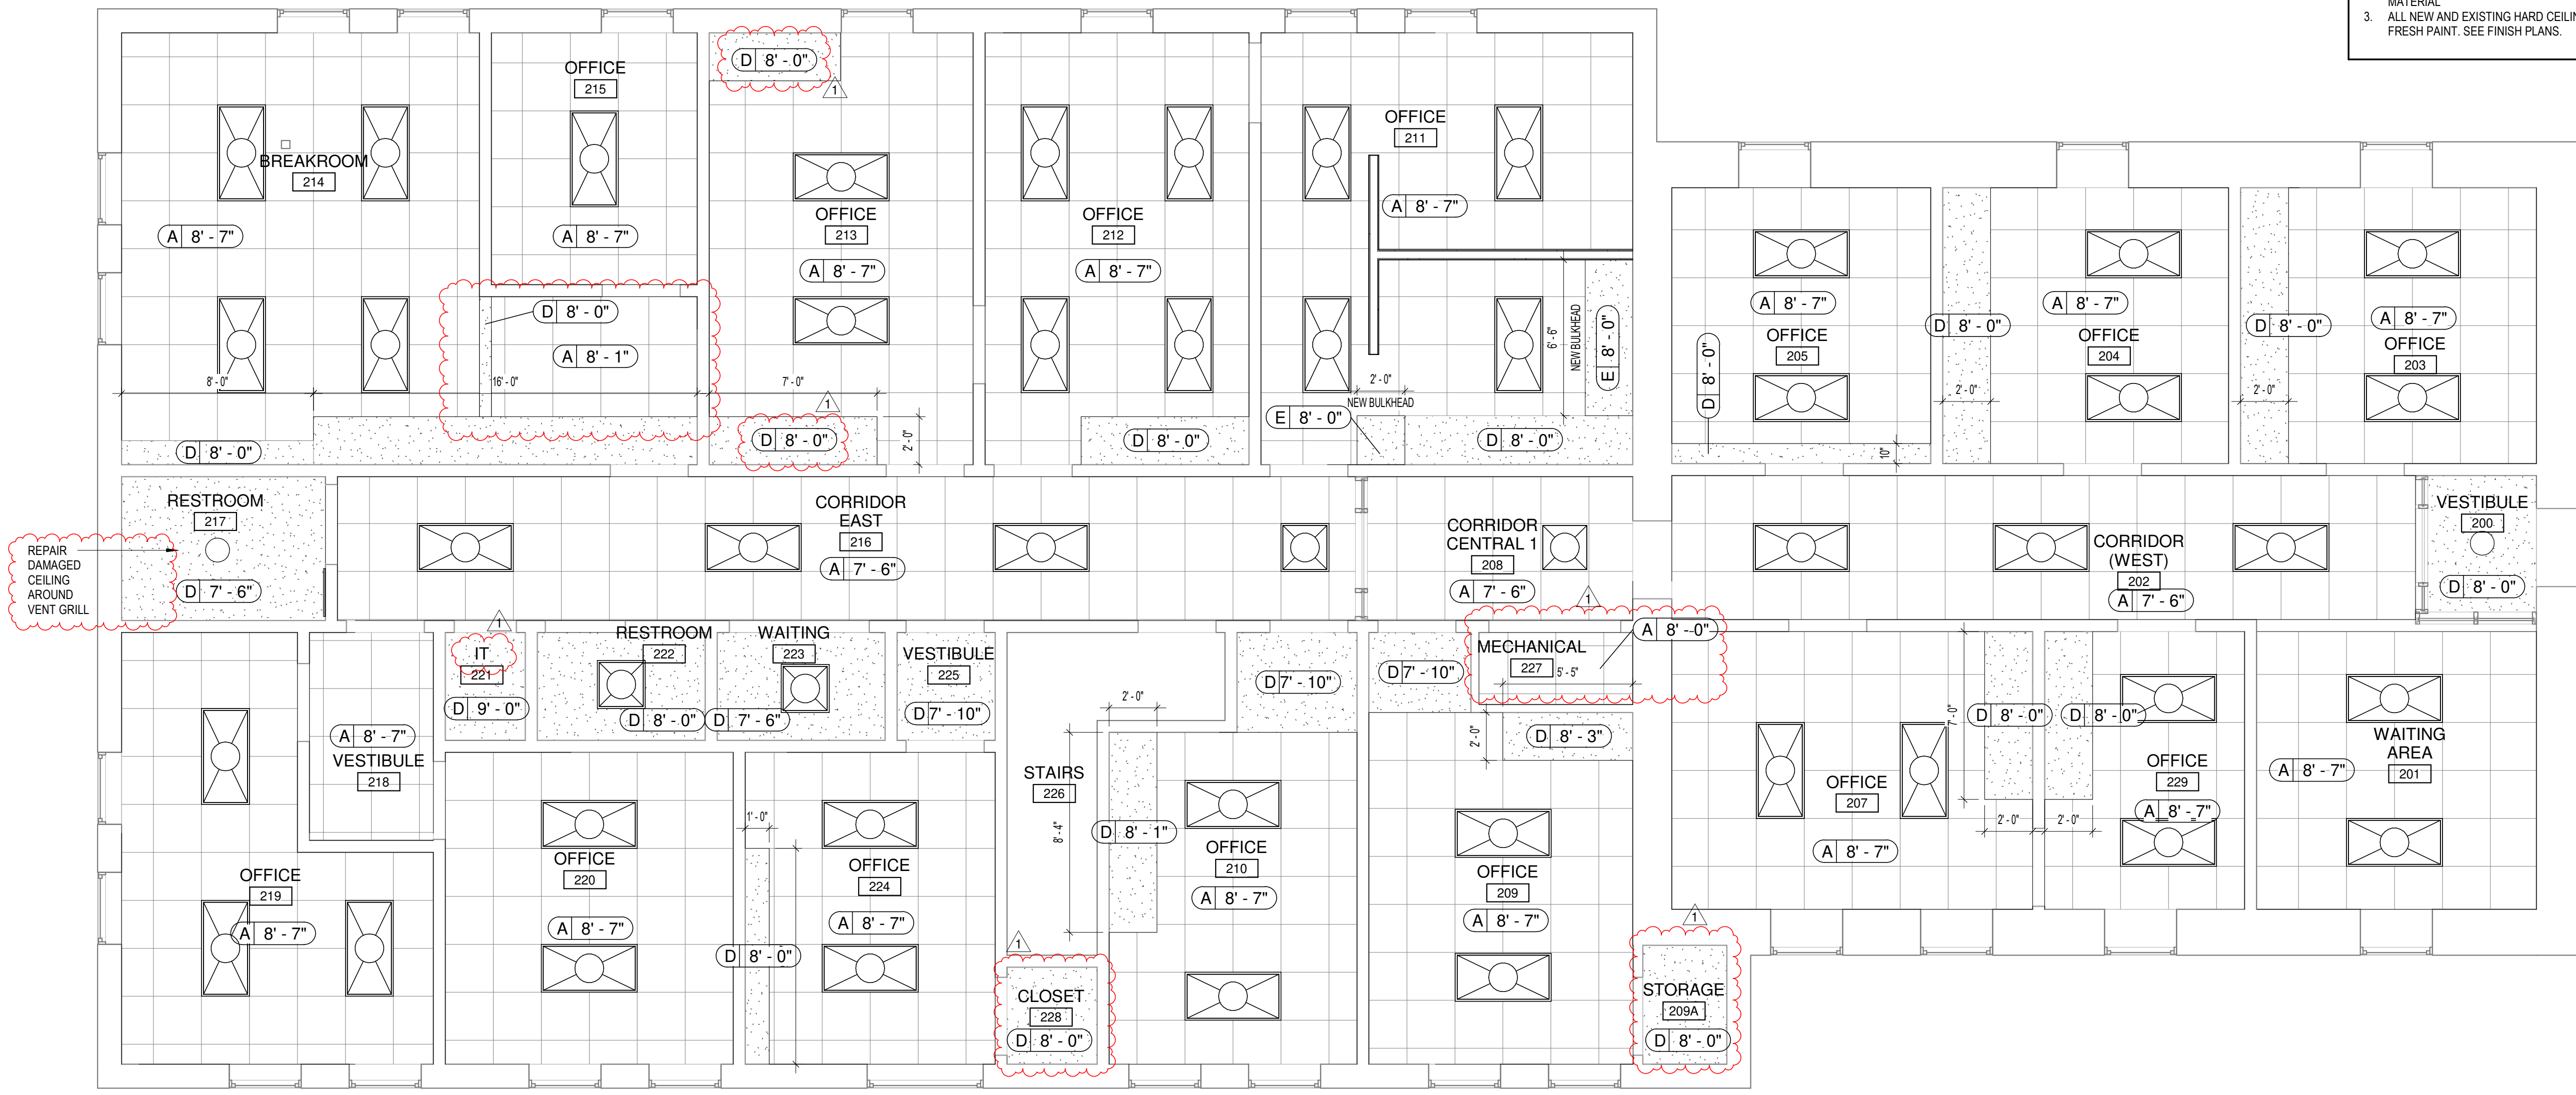 MATERIAL
3. ALL NEW AND EXISTING HARD
FRESH PAINT. SEE FINISH PLANS.
D 8' - 0"
1
OFFICE
215
A 8' - 7"
BREAKROOM
214
A 8' - 7"
OFFICE
213
A 8' - 7"
OFFICE
212
A 8' - 7"
OFFICE
211
A 8' - 7"
D 8' - 0"
A 8' - 1"
8' - 0"
16' - 0"
7' - 0"
1
D 8' - 0"
D 8' - 0"
2' - 0"
D 8' - 0"
2' - 0"
NEW BULKHEAD
E 8' - 0"
6' - 6"
NEW BULKHEAD
E 8' - 0"
D 8' - 0"
A 8' - 7"
OFFICE
205
D 8' - 0"
10"
A 8' - 7"
D 8' - 0"
OFFICE
204
2' - 0"
A 8' - 7"
D 8' - 0"
OFFICE
203
2' - 0"
RESTROOM
217
D 7' - 6"
REPAIR
DAMAGED
CEILING
AROUND
VENT GRILL
CORRIDOR
EAST
216
A 7' - 6"
CORRIDOR
CENTRAL 1
208
A 7' - 6"
CORRIDOR
(WEST)
202
A 7' - 6"
VESTIBULE
200
D 8' - 0"
1
IT
221
D 9' - 0"
RESTROOM
222
D 8' - 0"
WAITING
223
D 7' - 6"
VESTIBULE
225
D 7' - 10"
D 7' - 10"
D 7' - 10"
1
MECHANICAL
227
A 8' - 0"
5' - 5"
2' - 0"
D 8' - 3"
A 8' - 7"
VESTIBULE
218
OFFICE
219
A 8' - 7"
OFFICE
220
A 8' - 7"
1' - 0"
D 8' - 0"
OFFICE
224
A 8' - 7"
STAIRS
226
8' - 4"
2' - 0"
D 8' - 1"
OFFICE
210
A 8' - 7"
OFFICE
209
A 8' - 7"
OFFICE
207
A 8' - 7"
7' - 0"
D 8' - 0"
D 8' - 0"
2' - 0"
2' - 0"
OFFICE
229
A 8' - 7"
WAITING
AREA
201
A 8' - 7"
1
CLOSET
228
D 8' - 0"
1
STORAGE
209A
D 8' - 0"